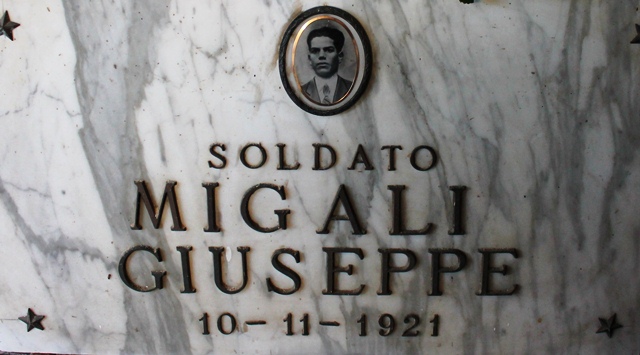 SOLDATO
MIGALI
GIUSEPPE
10-11-1921